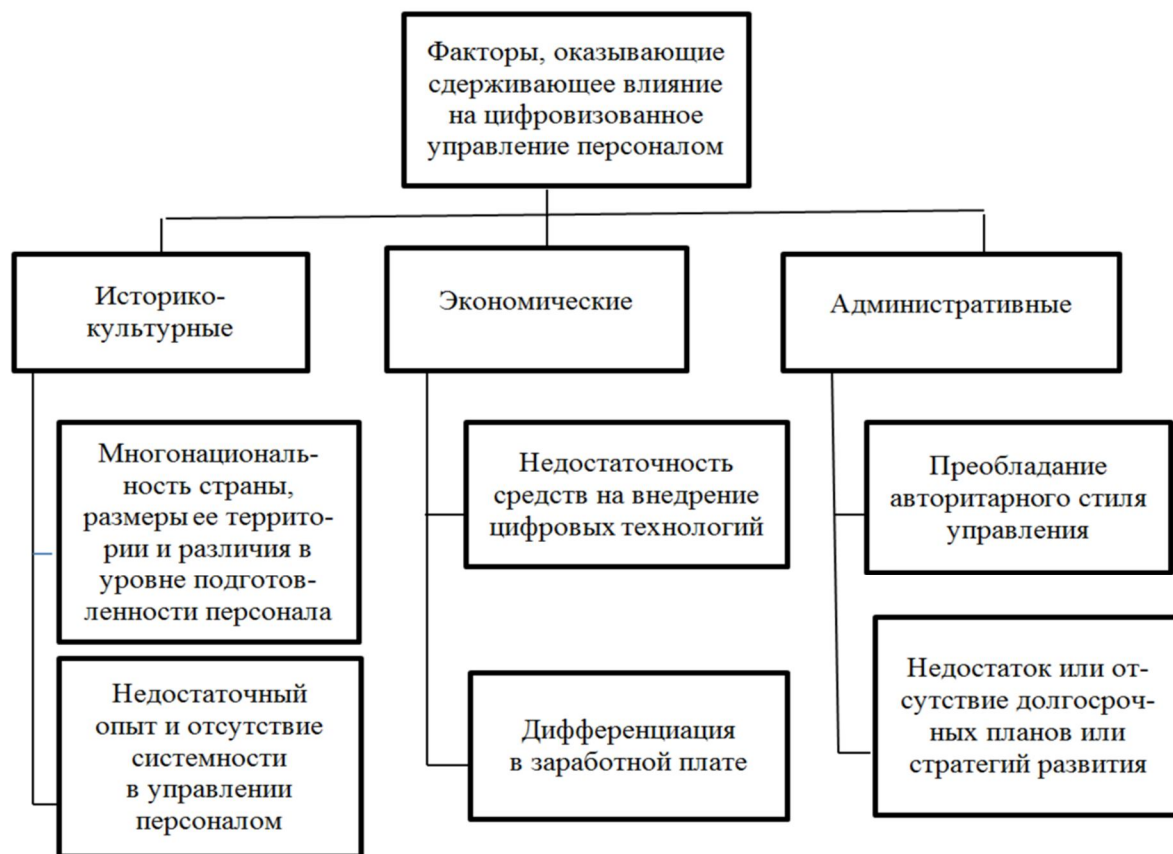 Факторы, оказывающие
сдерживающее влияние
на цифровизованное
управление персоналом
Историко-
культурные
Экономические
Административные
Многонациональ-
ность страны,
размеры ее террито-
рии и различия в
уровне подготов-
ленности персонала
Недостаточность
средств на внедрение
цифровых технологий
Преобладание
авторитарного стиля
управления
Недостаточный
опыт и отсутствие
системности
в управлении
персоналом
Дифференциация
в заработной плате
Недостаток или от-
сутствие долгосроч-
ных планов или
стратегий развития